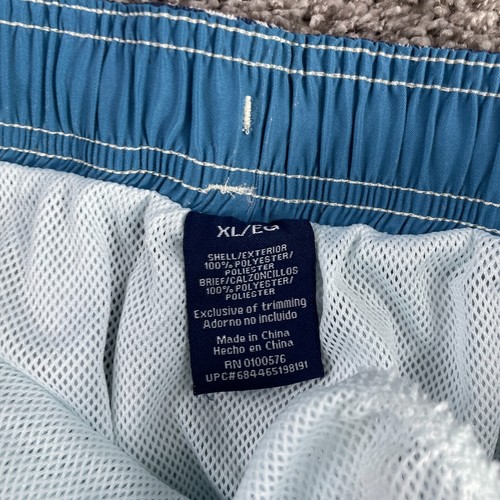 XL/EG
SHELL/EXTERIOR
100% POLYESTER/
POLIESTER
BRIEF/CALZONCILLOS
100% POLYESTER/
POLIESTER
Exclusive of trimming
Adorno no incluido
Made in China
Hecho en China
RN 0100576
UPC#684465198191